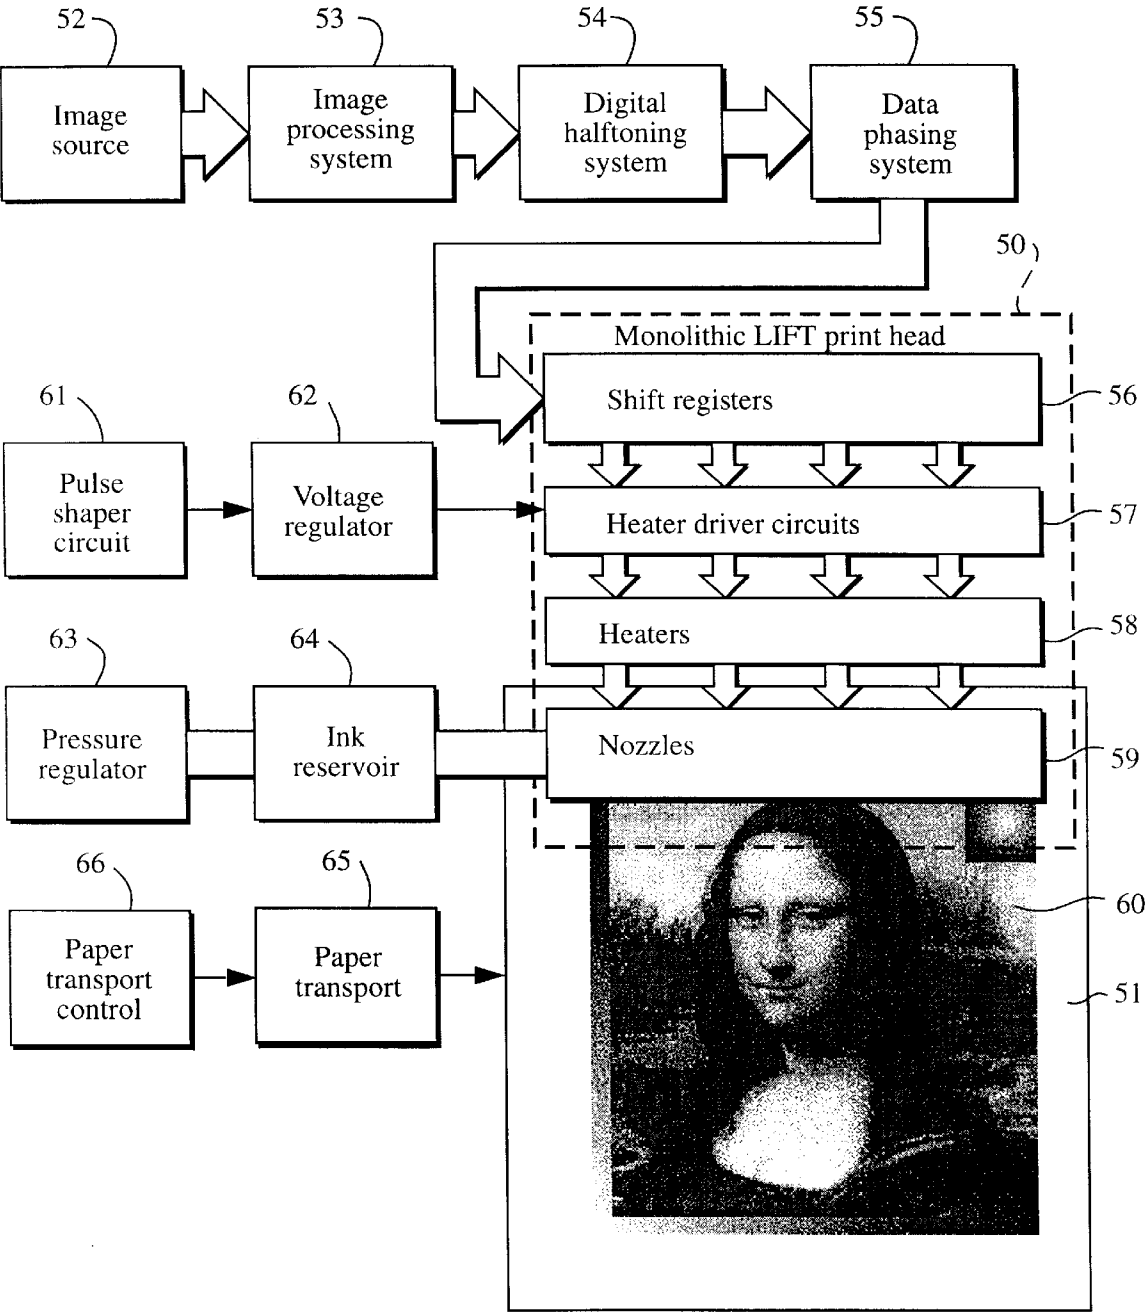 52
53
54
55
Image
source
Image
processing
system
Digital
halftoning
system
Data
phasing
system
50
Monolithic LIFT print head
61
62
Shift registers
56
Pulse
shaper
circuit
Voltage
regulator
Heater driver circuits
57
63
64
Heaters
58
Pressure
regulator
Ink
reservoir
Nozzles
59
66
65
60
Paper
transport
control
Paper
transport
51